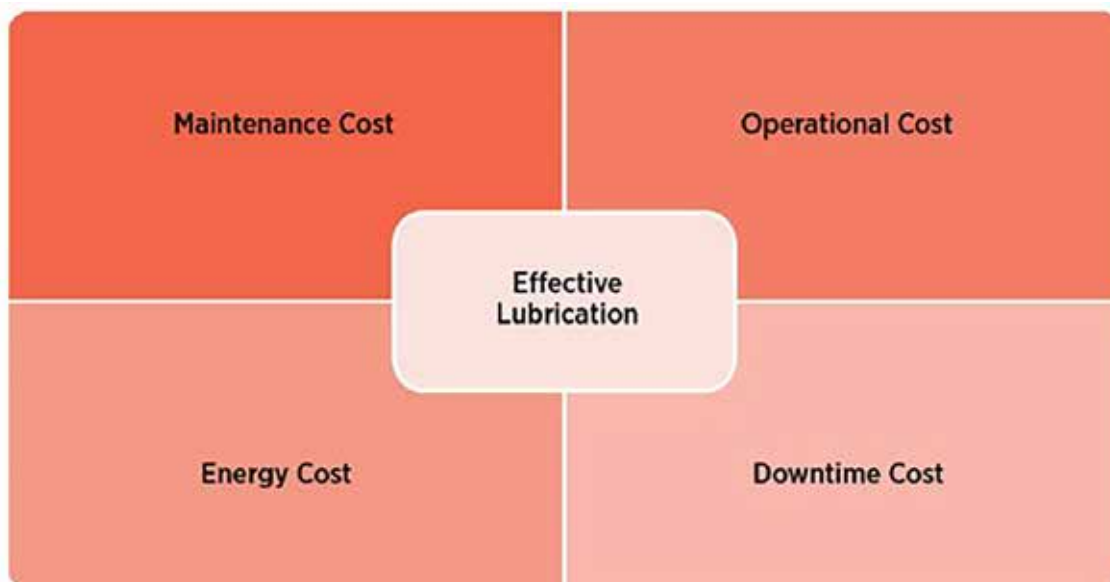 Maintenance Cost
Operational Cost
Effective
Lubrication
Energy Cost
Downtime Cost